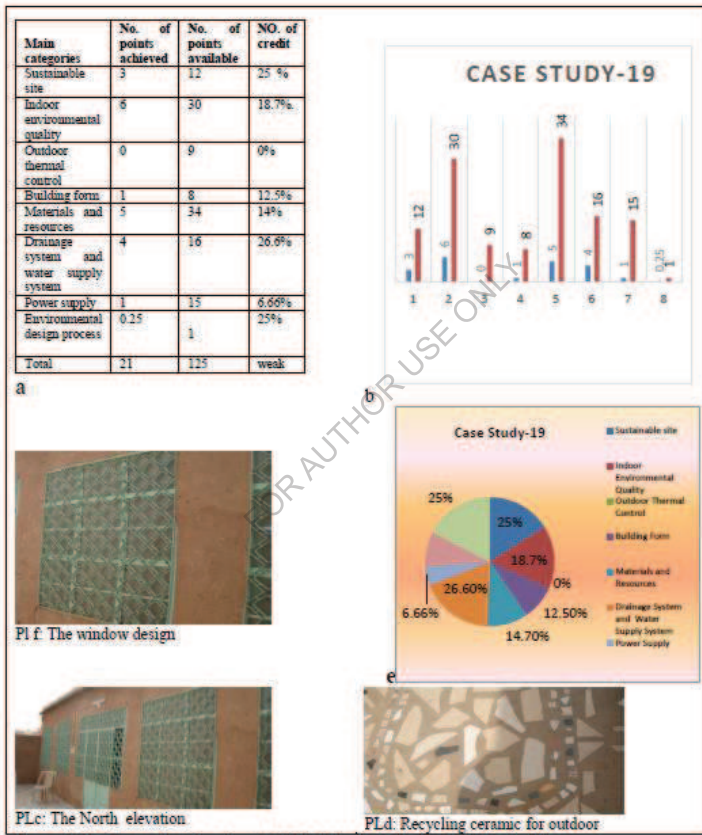 Main categories No. of points achieved No. of points available NO. of credit
Sustainable site 3 12 25 %
Indoor environmental quality 6 30 18.7%
Outdoor thermal control 0 9 0%
Building form 1 8 12.5%
Materials and resources 5 34 14%
Drainage system and water supply system 4 16 26.6%
Power supply 1 15 6.66%
Environmental design process 0.25 1 25%
Total 21 125 weak
a
CASE STUDY-19
3 12 6 30 0 9 1 8 5 34 4 16 1 15 0.25 1
1 2 3 4 5 6 7 8
b
FOR AUTHOR USE ONLY
Pl f: The window design
Case Study-19
25%
25%
18.7%
0%
12.50%
14.70%
26.60%
6.66%
Sustainable site
Indoor
Environmental
Quality
Outdoor Thermal
Control
Building Form
Materials and
Resources
Drainage System
and Water
Supply System
Power Supply
e
PLc: The North elevation
PLd: Recycling ceramic for outdoor